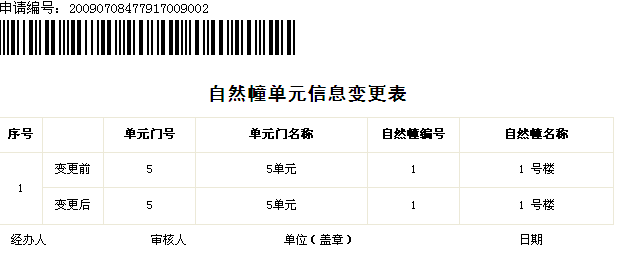 申请编号：20090708477917009002
自然幢单元信息变更表
序号 单元门号 单元门名称 自然幢编号 自然幢名称
1 变更前 5 5单元 1 1 号楼
变更后 5 5单元 1 1 号楼
经办人 审核人 单位（盖章） 日期